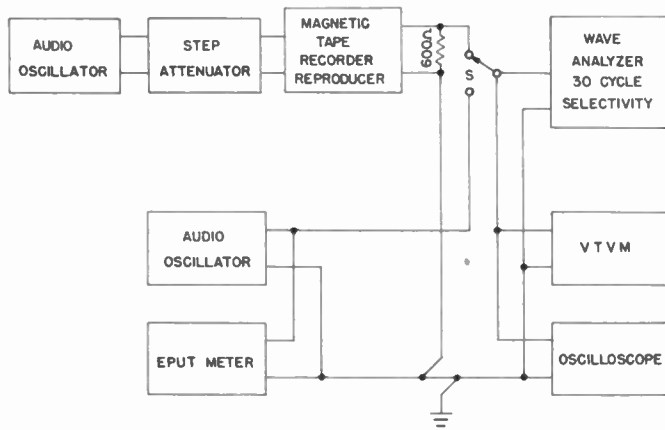 AUDIO
OSCILLATOR
STEP
ATTENUATOR
MAGNETIC
TAPE
RECORDER
REPRODUCER
600Ω
S
WAVE
ANALYZER
30 CYCLE
SELECTIVITY
AUDIO
OSCILLATOR
VTVM
EPUT METER
OSCILLOSCOPE